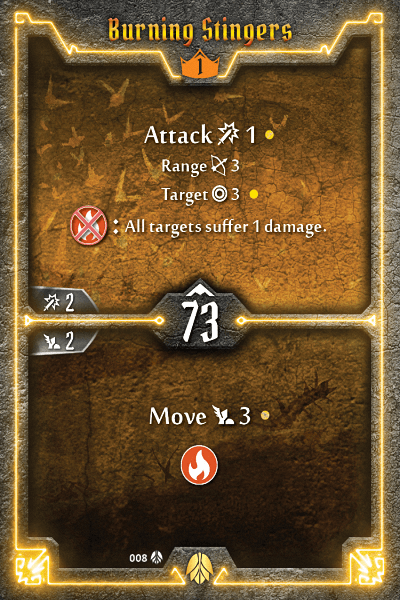 Burning Stingers
1
Attack 1
Range 3
Target 3
: All targets suffer 1 damage.
2
73
2
Move 3
008